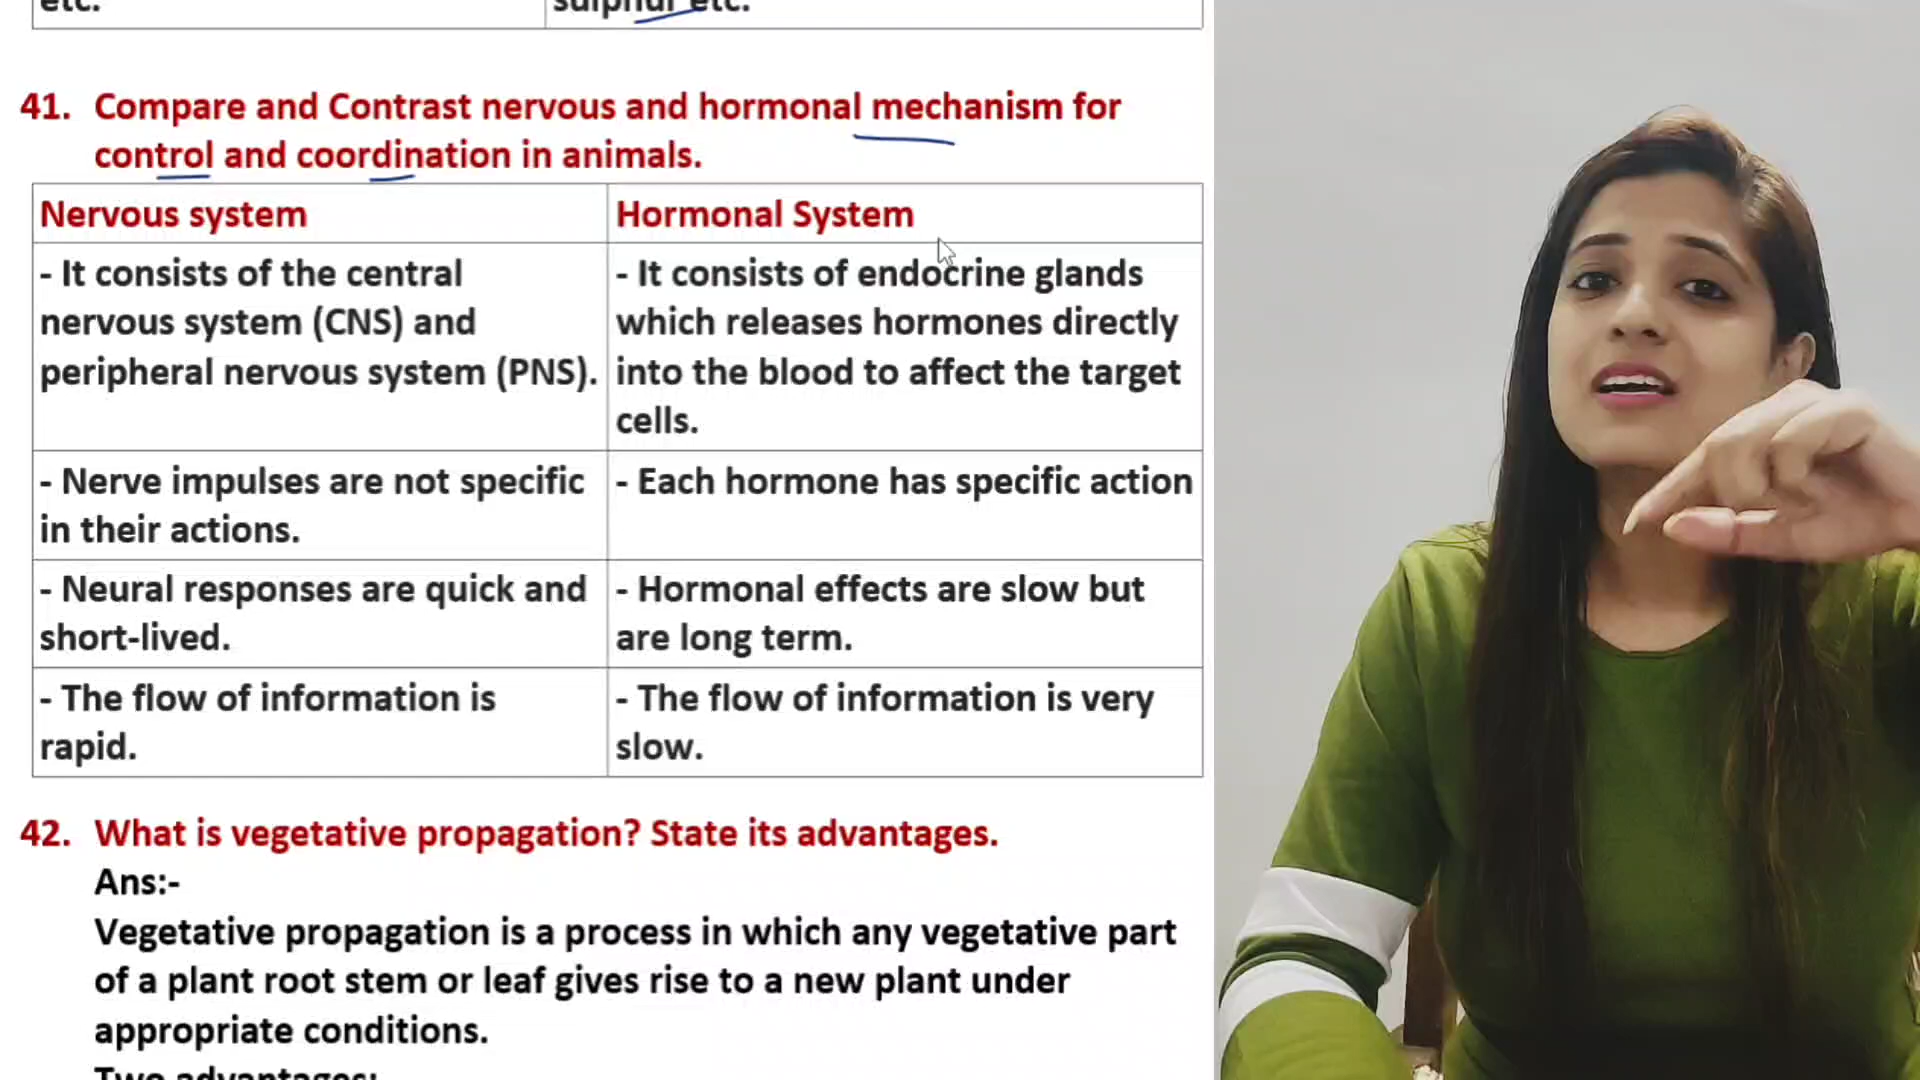 etc.
sulphur etc.
41. Compare and Contrast nervous and hormonal mechanism for
control and coordination in animals.
Nervous system
Hormonal System
- It consists of the central
nervous system (CNS) and
peripheral nervous system (PNS).
- It consists of endocrine glands
which releases hormones directly
into the blood to affect the target
cells.
- Nerve impulses are not specific
in their actions.
- Each hormone has specific action
- Neural responses are quick and
short-lived.
- Hormonal effects are slow but
are long term.
- The flow of information is
rapid.
- The flow of information is very
slow.
42. What is vegetative propagation? State its advantages.
Ans:-
Vegetative propagation is a process in which any vegetative part
of a plant root stem or leaf gives rise to a new plant under
appropriate conditions.
Two advantages: